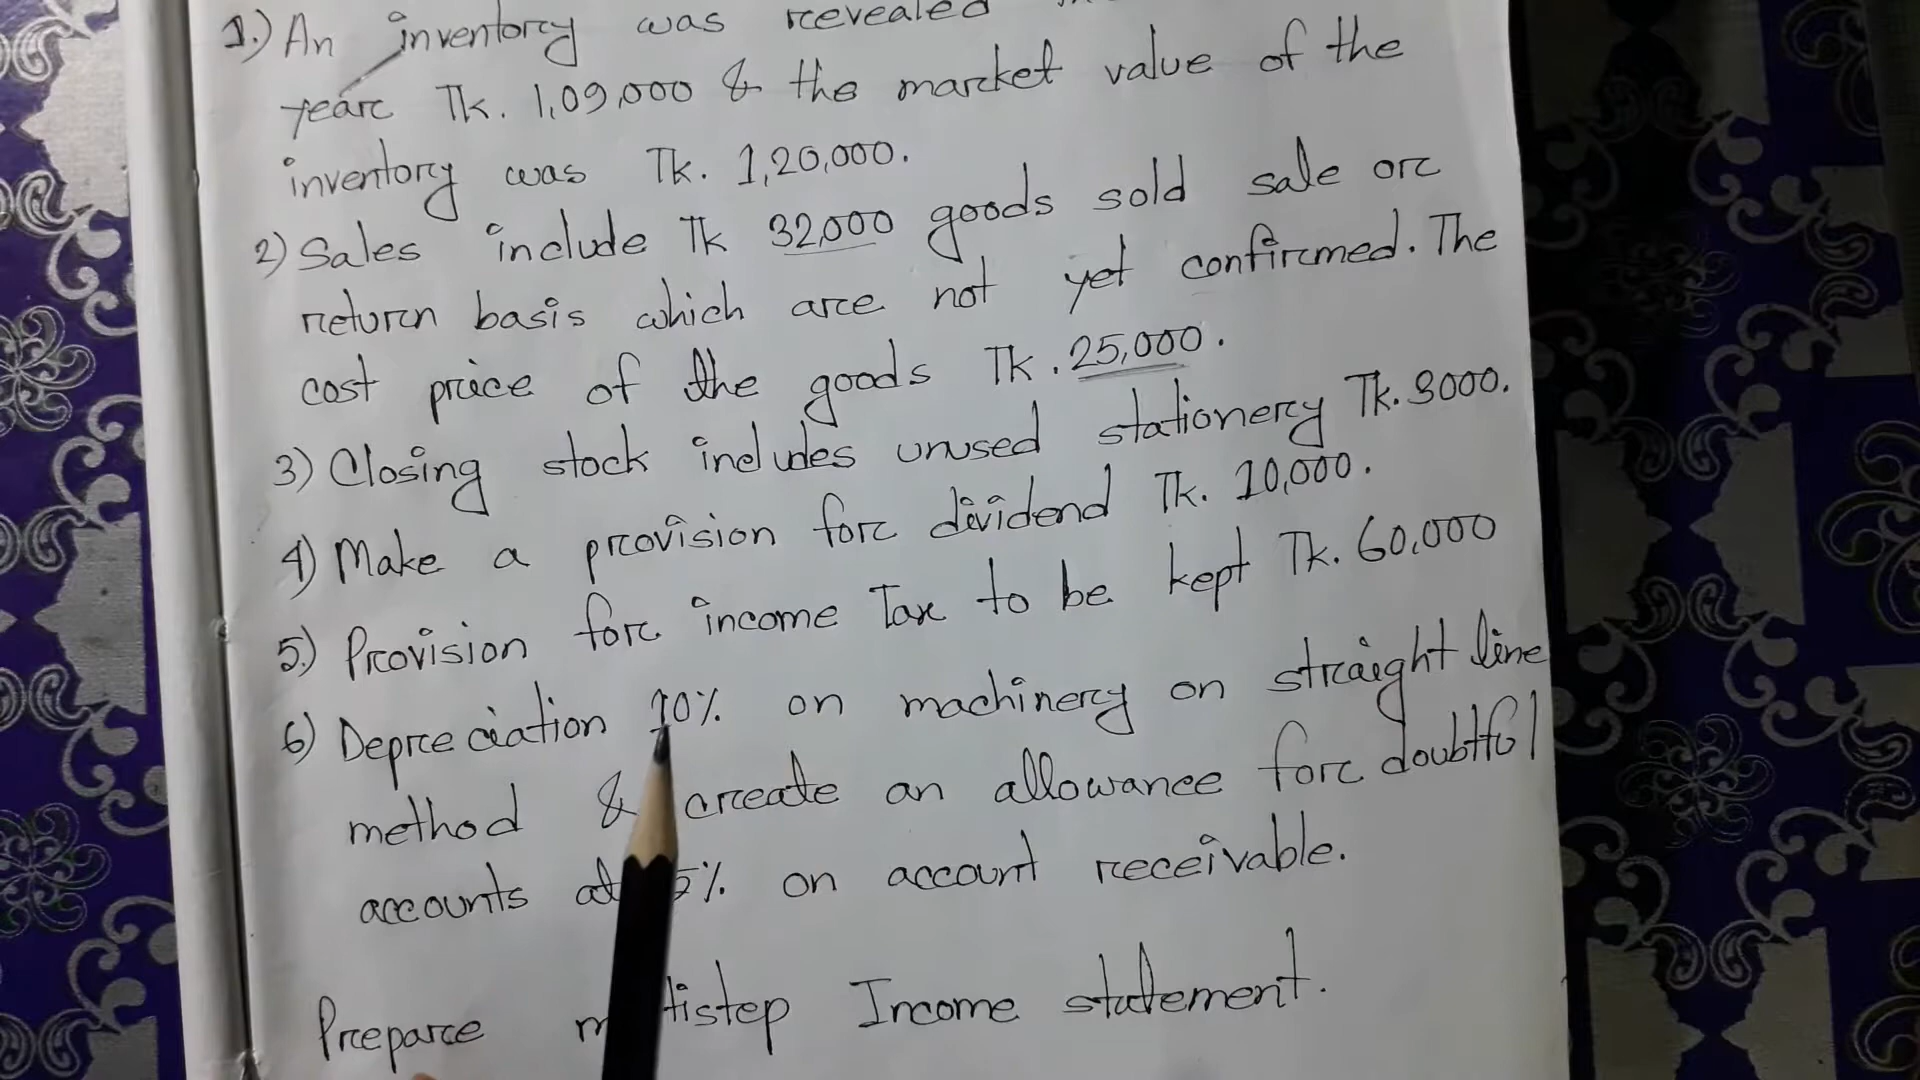 1.) An inventory was revealed
year Tk. 1,09,000 & the market value of the
inventory was Tk. 1,20,000.
2) Sales include Tk 32,000 goods sold sale or
return basis which are not yet confirmed. The
cost price of the goods Tk. 25,000.
3) Closing stock includes unused stationery Tk. 3000.
4) Make a provision for dividend Tk. 10,000.
5.) Provision for income Tax to be kept Tk. 60,000
6) Depreciation 10% on machinery on straight line
method & create an allowance for doubtful
accounts at 5% on account receivable.
Prepare Income statement.